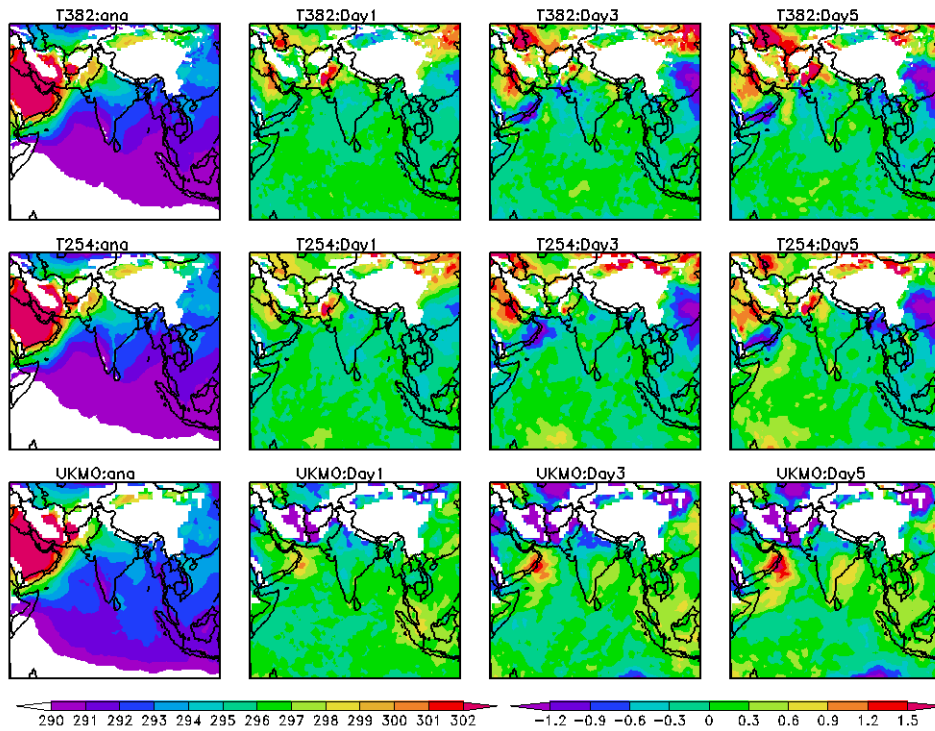 T382:ana T382:Day1 T382:Day3 T382:Day5
T254:ana T254:Day1 T254:Day3 T254:Day5
UKMO:ana UKMO:Day1 UKMO:Day3 UKMO:Day5
290 291 292 293 294 295 296 297 298 299 300 301 302 -1.2 -0.9 -0.6 -0.3 0 0.3 0.6 0.9 1.2 1.5